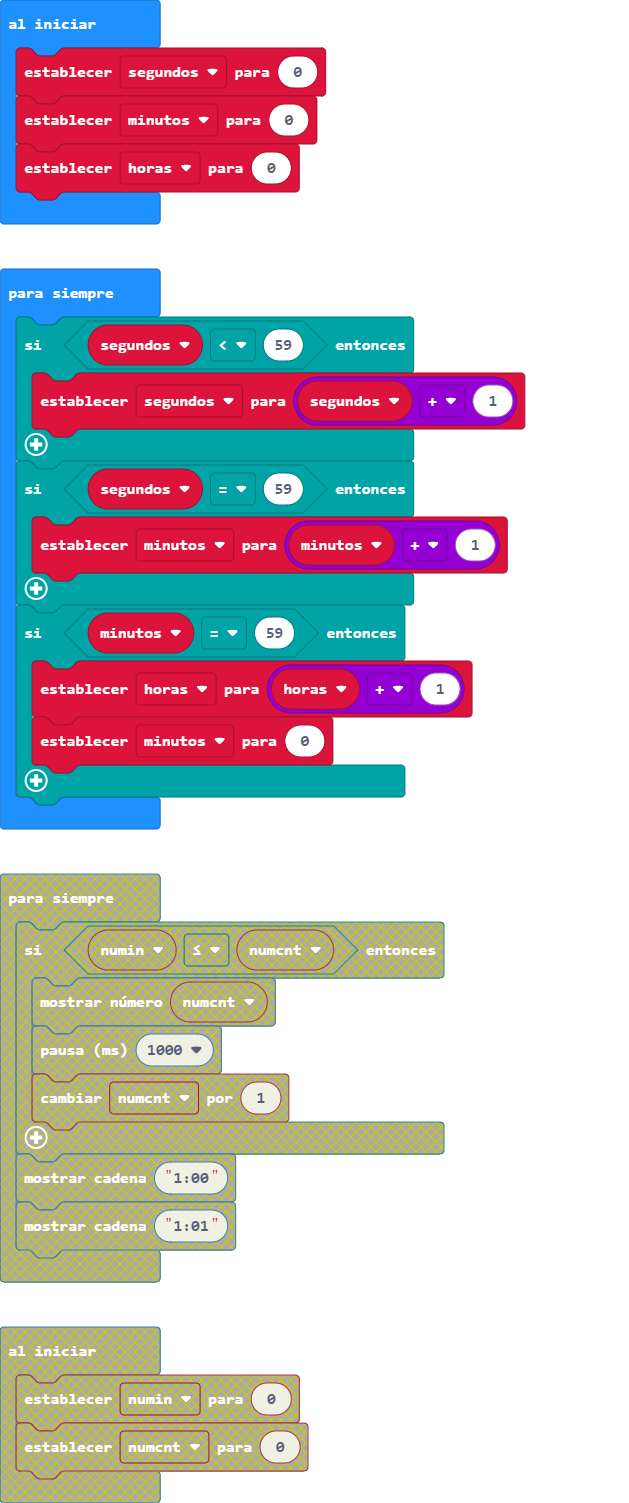 al iniciar
establecer segundos para 0
establecer minutos para 0
establecer horas para 0
para siempre
si segundos < 59 entonces
establecer segundos para segundos + 1
si segundos = 59 entonces
establecer minutos para minutos + 1
si minutos = 59 entonces
establecer horas para horas + 1
establecer minutos para 0
para siempre
si numin ≤ numcnt entonces
mostrar número numcnt
pausa (ms) 1000
cambiar numcnt por 1
mostrar cadena "1:00"
mostrar cadena "1:01"
al iniciar
establecer numin para 0
establecer numcnt para 0